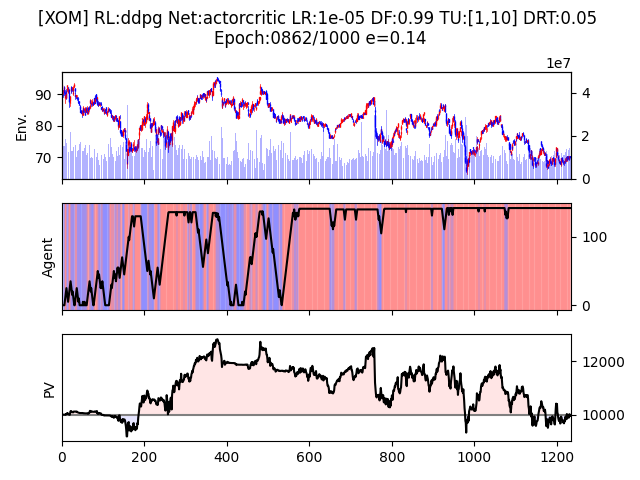 [XOM] RL:ddpg Net:actorcritic LR:1e-05 DF:0.99 TU:[1,10] DRT:0.05
Epoch:0862/1000 e=0.14
1e7
Env.
90
80
70
4
2
0
Agent
100
0
PV
12000
10000
0 200 400 600 800 1000 1200